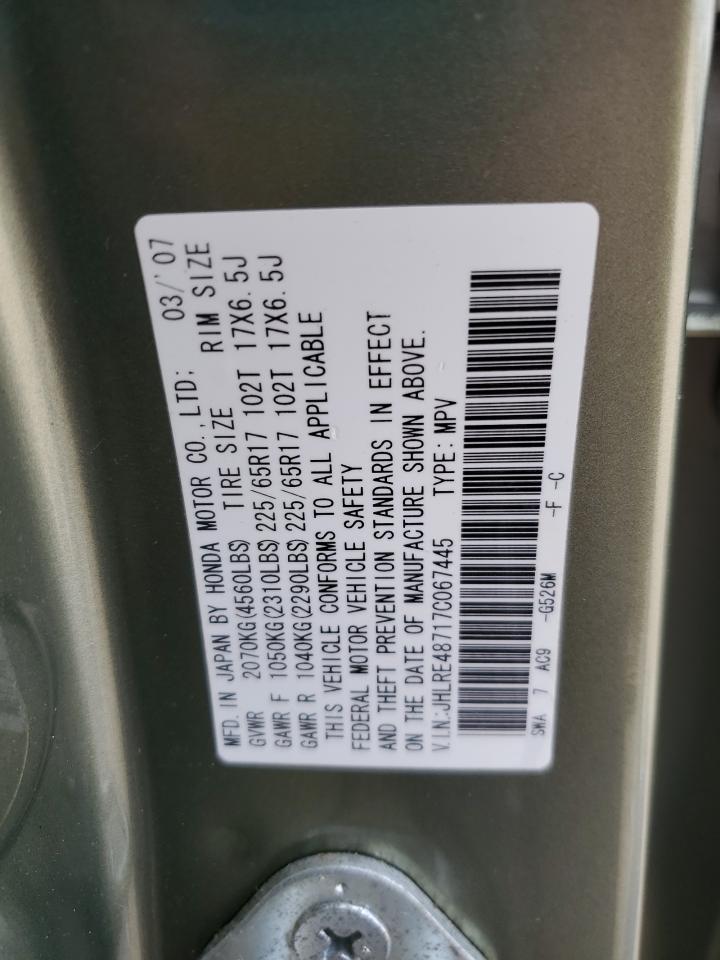 MFD. IN JAPAN BY HONDA MOTOR CO., LTD; 03/'07
GVWR 2070KG(4560LBS) TIRE SIZE RIM SIZE
GAWR F 1050KG(2310LBS)225/65R17 102T 17X6.5J
GAWR R 1040KG(2290LBS)225/65R17 102T 17X6.5J
THIS VEHICLE CONFORMS TO ALL APPLICABLE
FEDERAL MOTOR VEHICLE SAFETY
AND THEFT PREVENTION STANDARDS IN EFFECT
ON THE DATE OF MANUFACTURE SHOWN ABOVE.
V.I.N.:JHLRE48717C067445 TYPE: MPV
SWA 7 AC9 -G526M -F -C